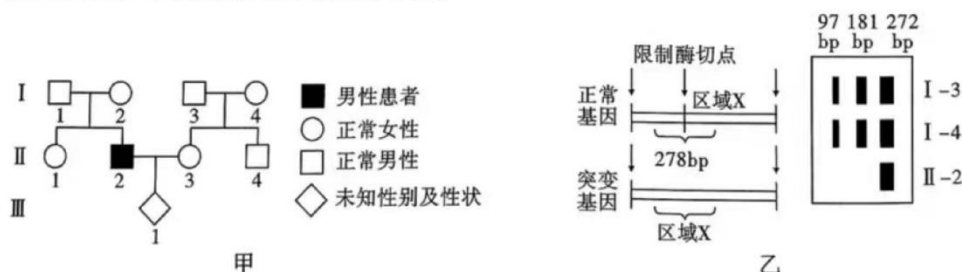 97 181 272
bp bp bp
限制酶切点
正常
基因
区域X
278bp
突变
基因
区域X
Ⅰ-3
Ⅰ-4
Ⅱ-2
乙
Ⅰ
1 2 3 4
Ⅱ
1 2 3 4
Ⅲ
1
男性患者
正常女性
正常男性
未知性别及性状
甲